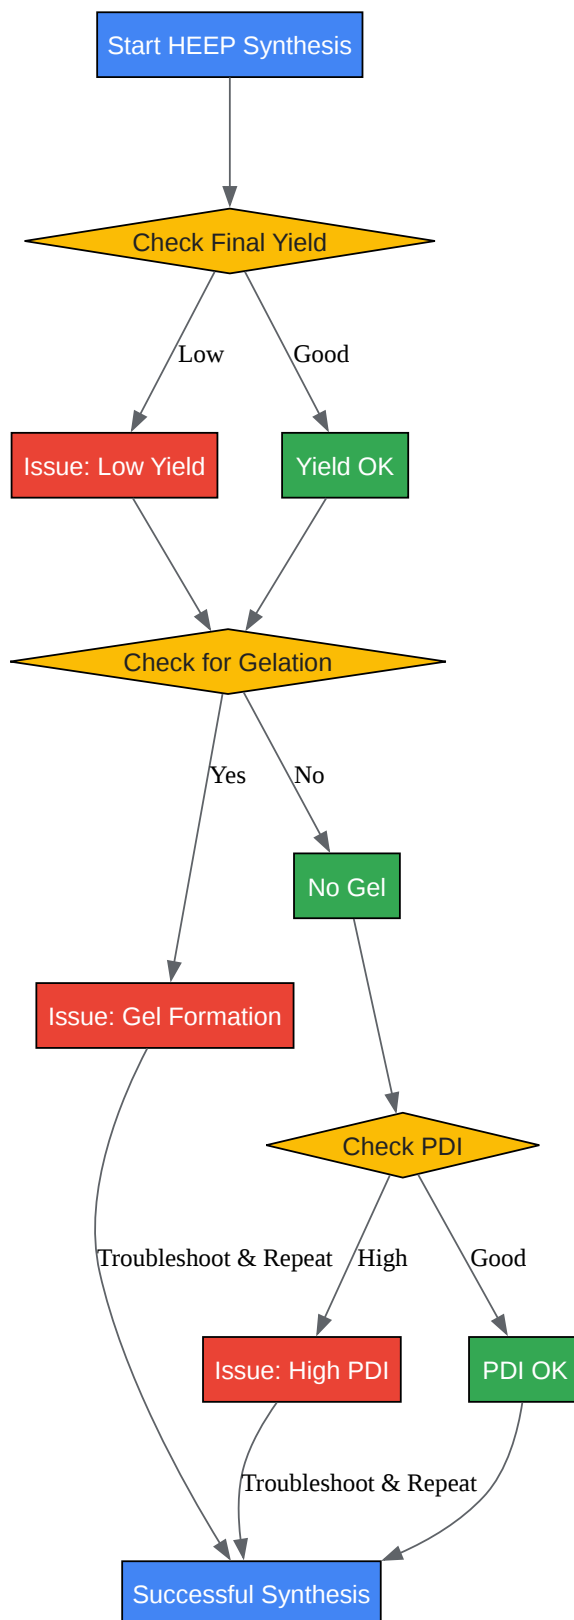 Start HEEP Synthesis
Check Final Yield
Low
Good
Issue: Low Yield
Yield OK
Check for Gelation
Yes
No
No Gel
Issue: Gel Formation
Check PDI
Troubleshoot & Repeat
High
Good
Issue: High PDI
PDI OK
Troubleshoot & Repeat
Successful Synthesis